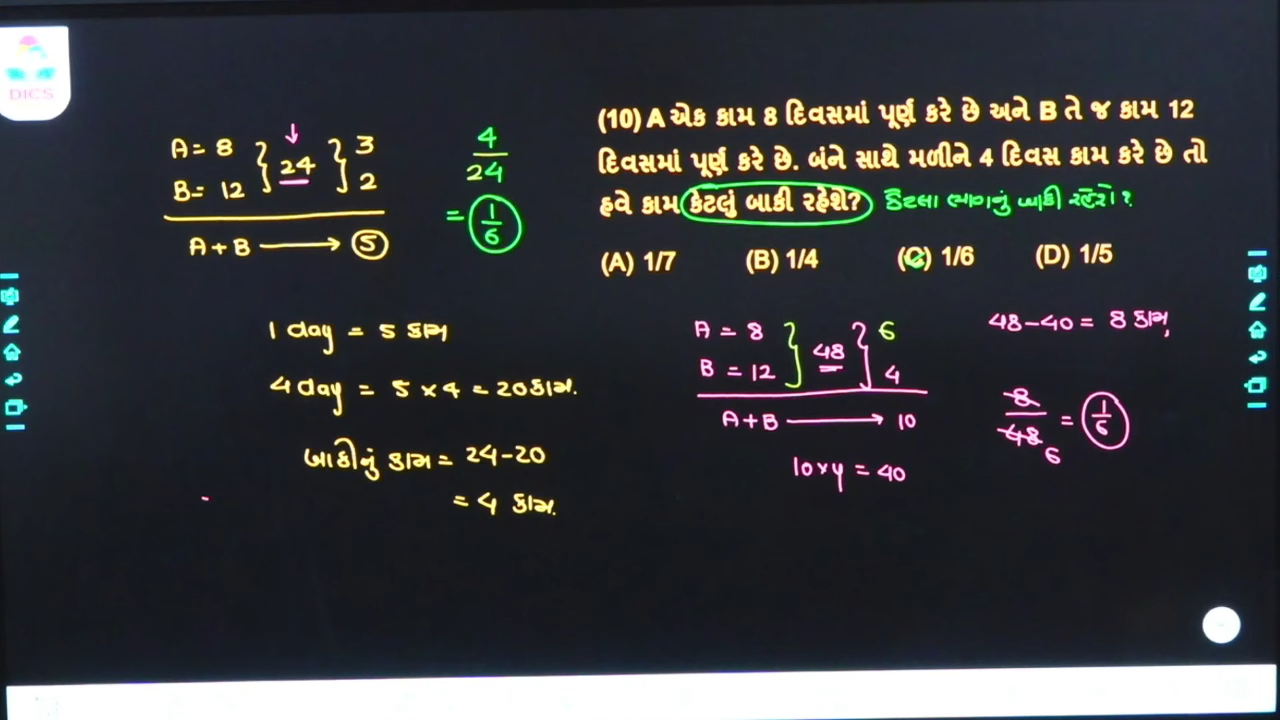 DICS
(10) A એક કામ 8 દિવસમાં પૂર્ણ કરે છે અને B તે જ કામ 12
દિવસમાં પૂર્ણ કરે છે. બંને સાથે મળીને 4 દિવસ કામ કરે છે તો
હવે કામ કેટલું બાકી રહેશે? કેટલા ભાગનું બાકી રહેશે?
(A) 1/7 (B) 1/4 (C) 1/6 (D) 1/5
A = 8 } 24 } 3
B = 12 2
A+B → 5
4/24
= 1/6
1 day = 5 કામ
4 day = 5 × 4 = 20 કામ.
બાકીનું કામ = 24-20
= 4 કામ.
A = 8 } 48 } 6
B = 12 4
A+B → 10
10×4 = 40
48-40 = 8 કામ,
8/48 6 = 1/6